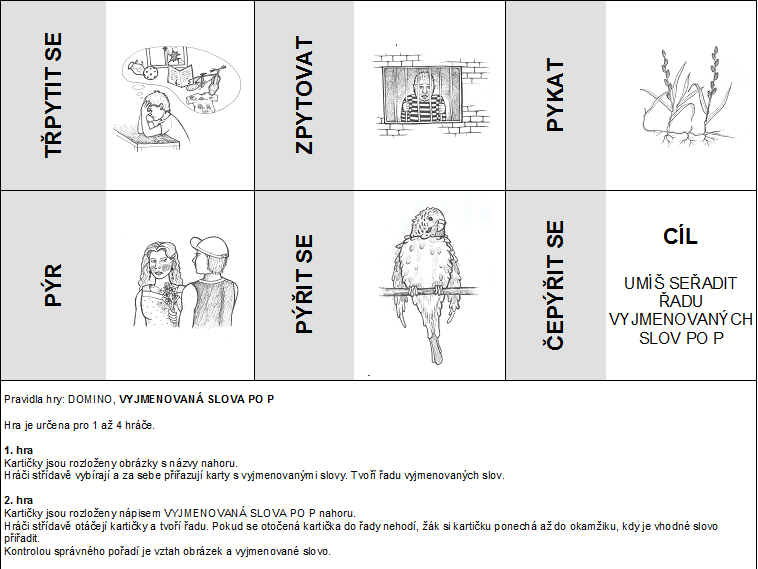 TŘPYTIT SE
ZPYTOVAT
PYKAT
PÝR
PÝŘIT SE
ČEPÝŘIT SE
CÍL
UMÍŠ SEŘADIT
ŘADU
VYJMENOVANÝCH
SLOV PO P
Pravidla hry: DOMINO, VYJMENOVANÁ SLOVA PO P
Hra je určena pro 1 až 4 hráče.
1. hra
Kartičky jsou rozloženy obrázky s názvy nahoru.
Hráči střídavě vybírají a za sebe přiřazují karty s vyjmenovanými slovy. Tvoří řadu vyjmenovaných slov.
2. hra
Kartičky jsou rozloženy nápisem VYJMENOVANÁ SLOVA PO P nahoru.
Hráči střídavě otáčejí kartičky a tvoří řadu. Pokud se otočená kartička do řady nehodí, žák si kartičku ponechá až do okamžiku, kdy je vhodné slovo
přiřadit.
Kontrolou správného pořadí je vztah obrázek a vyjmenované slovo.